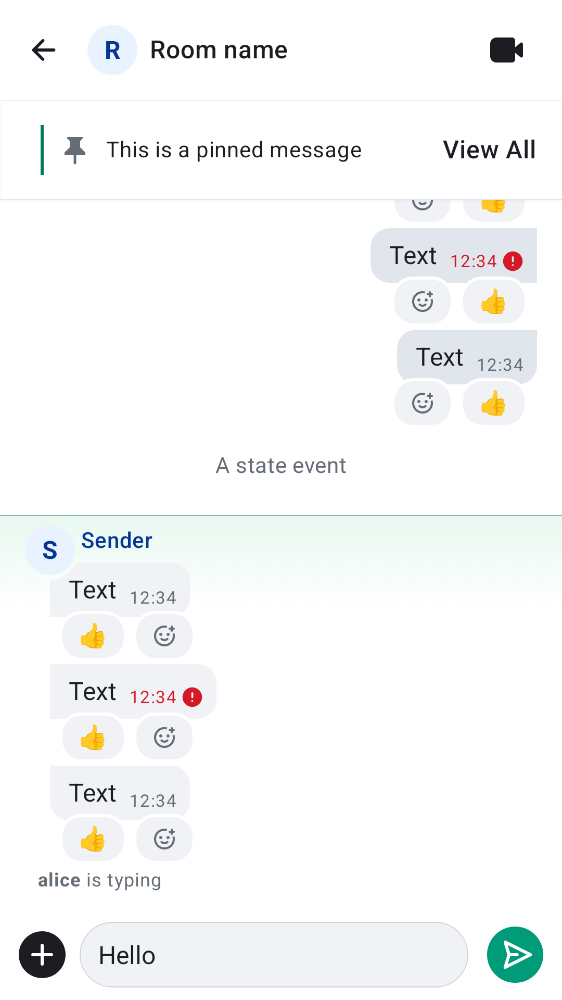 R Room name
This is a pinned message View All
Text 12:34
Text 12:34
A state event
S Sender
Text 12:34
Text 12:34
Text 12:34
alice is typing
Hello